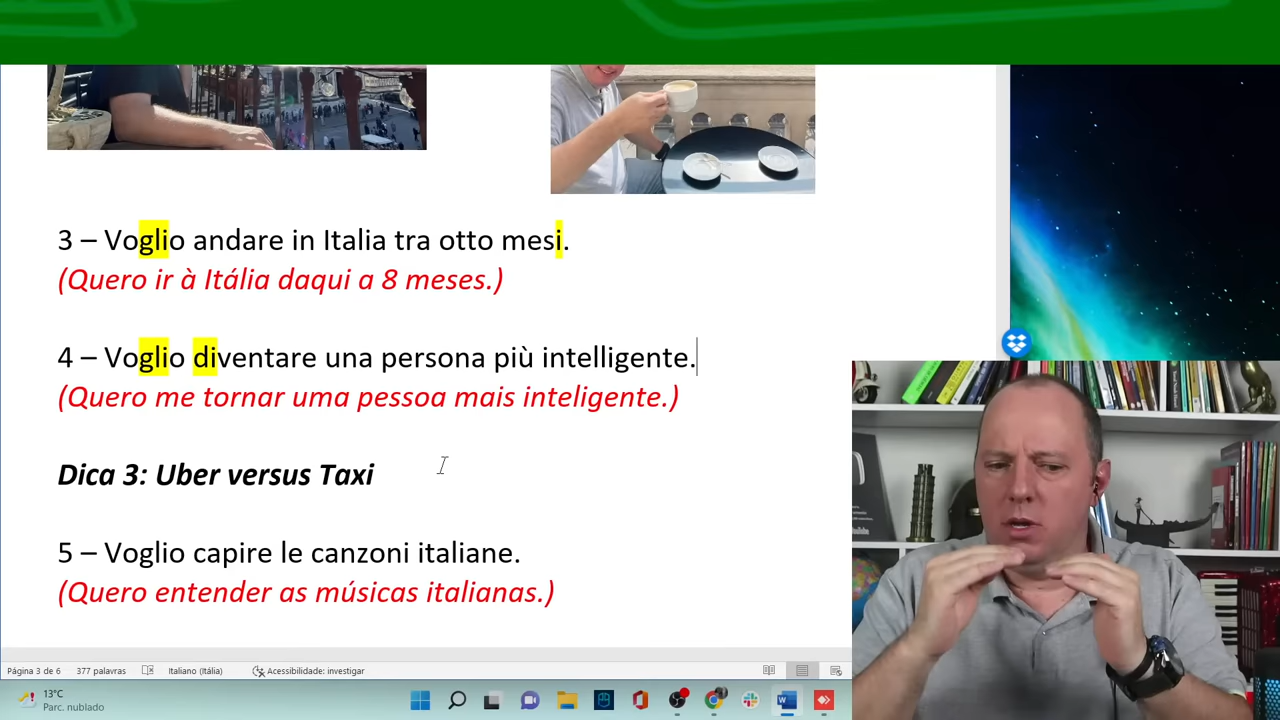 3 – Voglio andare in Italia tra otto mesi.
(Quero ir à Itália daqui a 8 meses.)
4 – Voglio diventare una persona più intelligente.
(Quero me tornar uma pessoa mais inteligente.)
Dica 3: Uber versus Taxi
5 – Voglio capire le canzoni italiane.
(Quero entender as músicas italianas.)
Página 3 de 6 377 palavras Italiano (Itália) Acessibilidade: investigar
13°C
Parc. nublado